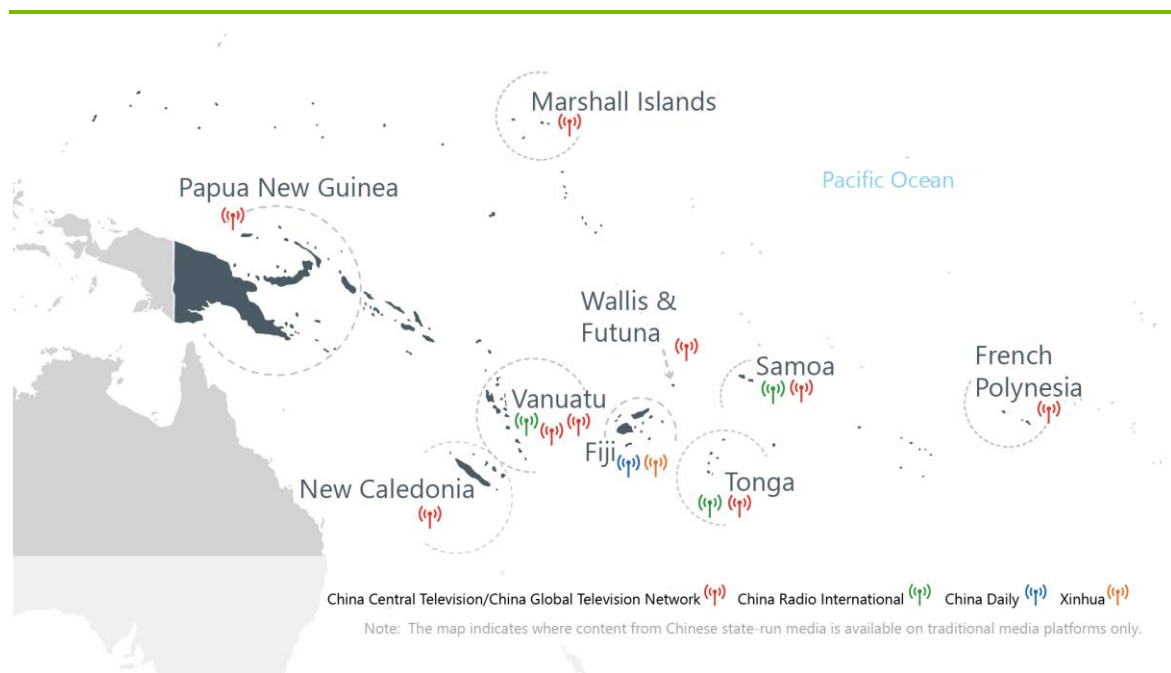 Marshall Islands
Pacific Ocean
Papua New Guinea
Wallis &
Futuna
Samoa
French
Polynesia
Vanuatu
Fiji
New Caledonia
Tonga
China Central Television/China Global Television Network China Radio International China Daily Xinhua
Note: The map indicates where content from Chinese state-run media is available on traditional media platforms only.